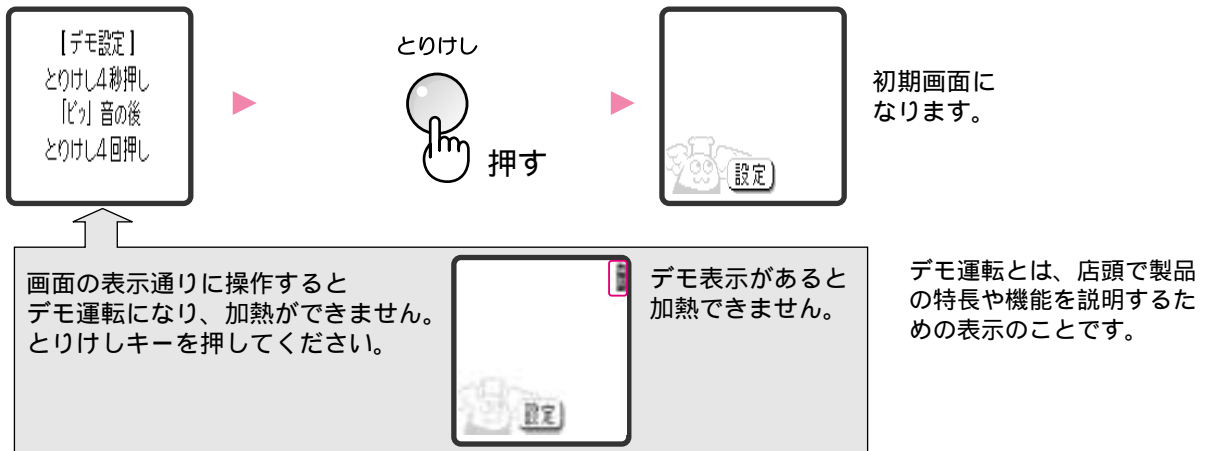 【デモ設定】
とりけし4秒押し
「ピッ」音の後
とりけし4回押し
とりけし
押す
設定
初期画面に
なります。
画面の表示通りに操作すると
デモ運転になり、加熱ができません。
とりけしキーを押してください。
設定
デモ表示があると
加熱できません。
デモ運転とは、店頭で製品
の特長や機能を説明するた
めの表示のことです。